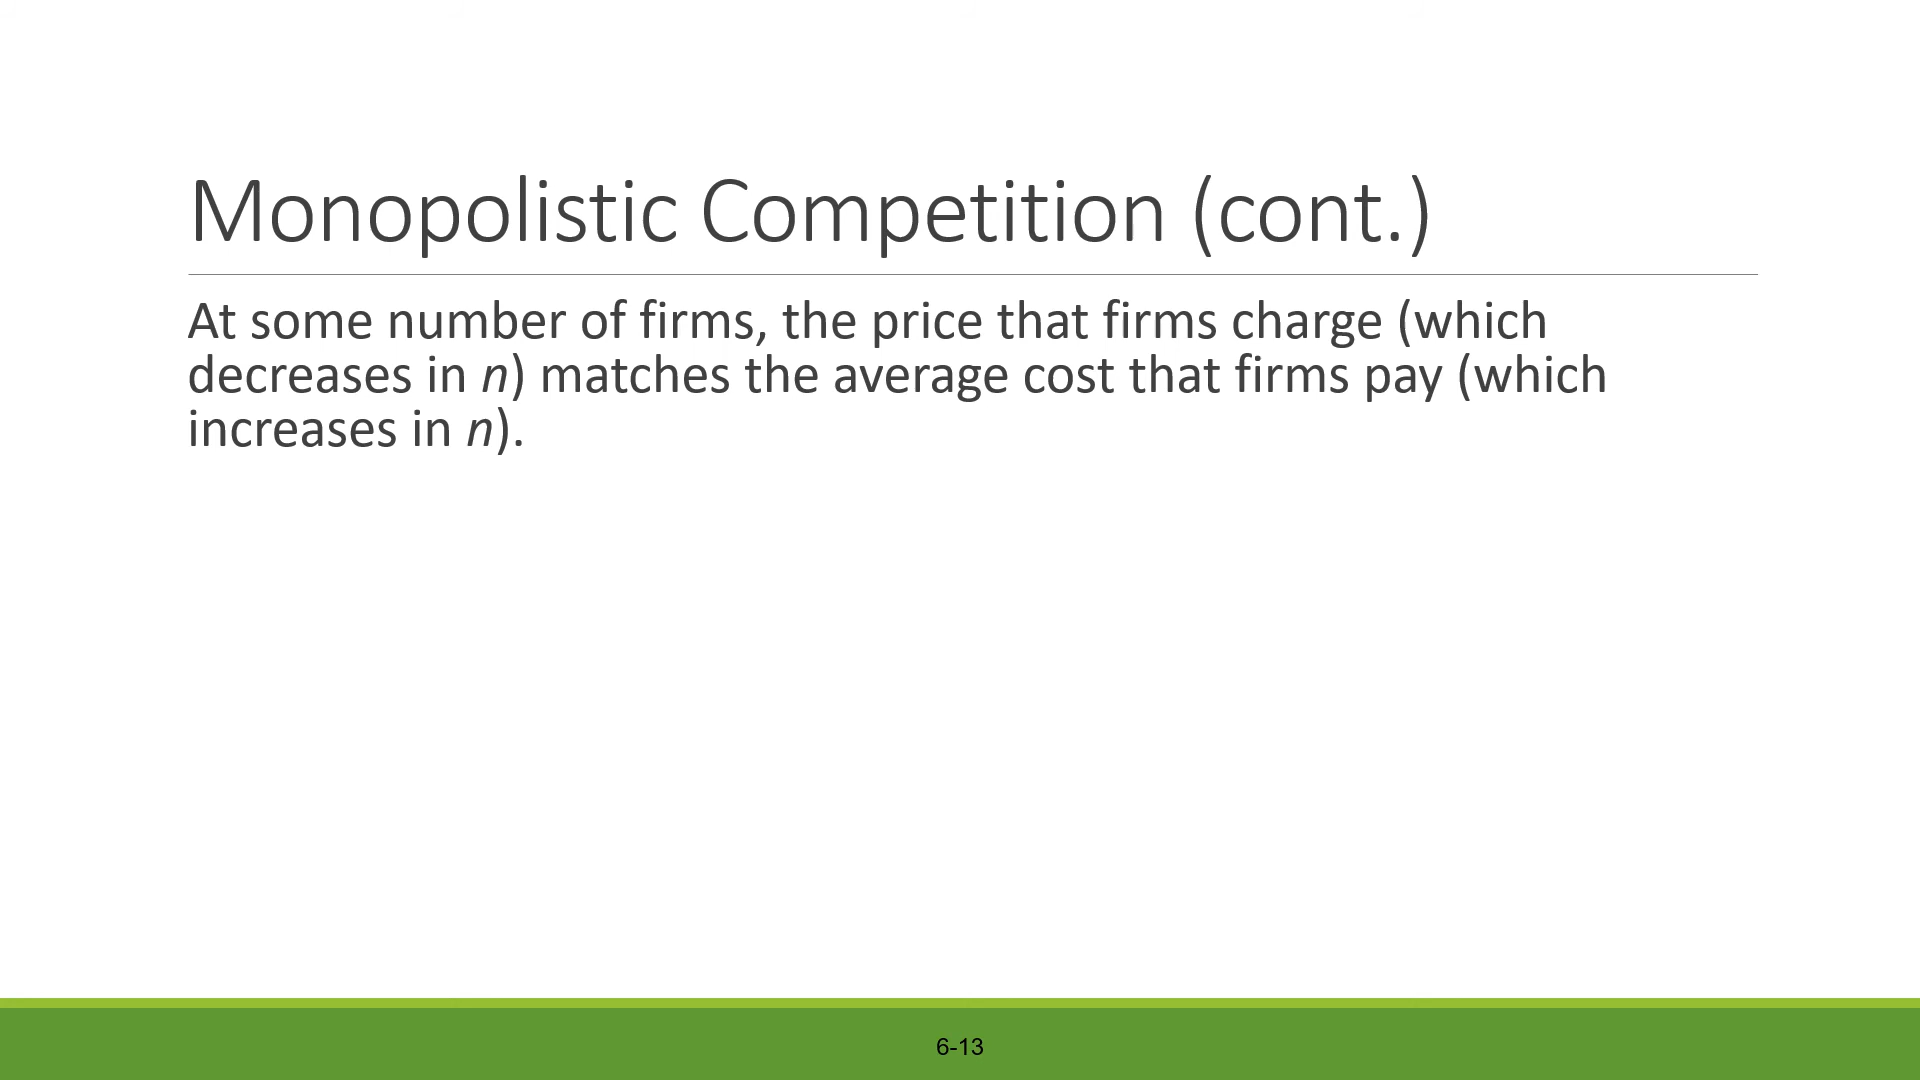 Monopolistic Competition (cont.)
At some number of firms, the price that firms charge (which
decreases in n) matches the average cost that firms pay (which
increases in n).
6-13